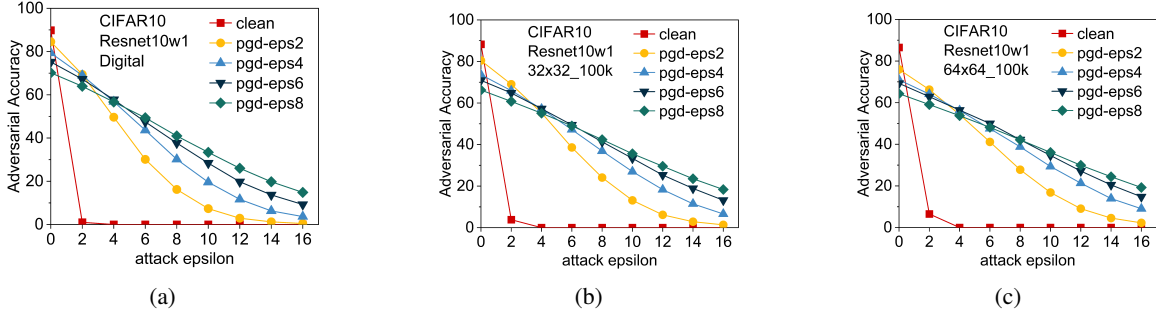 100
80
60
40
20
0
Adversarial Accuracy
CIFAR10
Resnet10w1
Digital
clean
pgd-eps2
pgd-eps4
pgd-eps6
pgd-eps8
0 2 4 6 8 10 12 14 16
attack epsilon
(a)
100
80
60
40
20
0
Adversarial Accuracy
CIFAR10
Resnet10w1
32x32_100k
clean
pgd-eps2
pgd-eps4
pgd-eps6
pgd-eps8
0 2 4 6 8 10 12 14 16
attack epsilon
(b)
100
80
60
40
20
0
Adversarial Accuracy
CIFAR10
Resnet10w1
64x64_100k
clean
pgd-eps2
pgd-eps4
pgd-eps6
pgd-eps8
0 2 4 6 8 10 12 14 16
attack epsilon
(c)